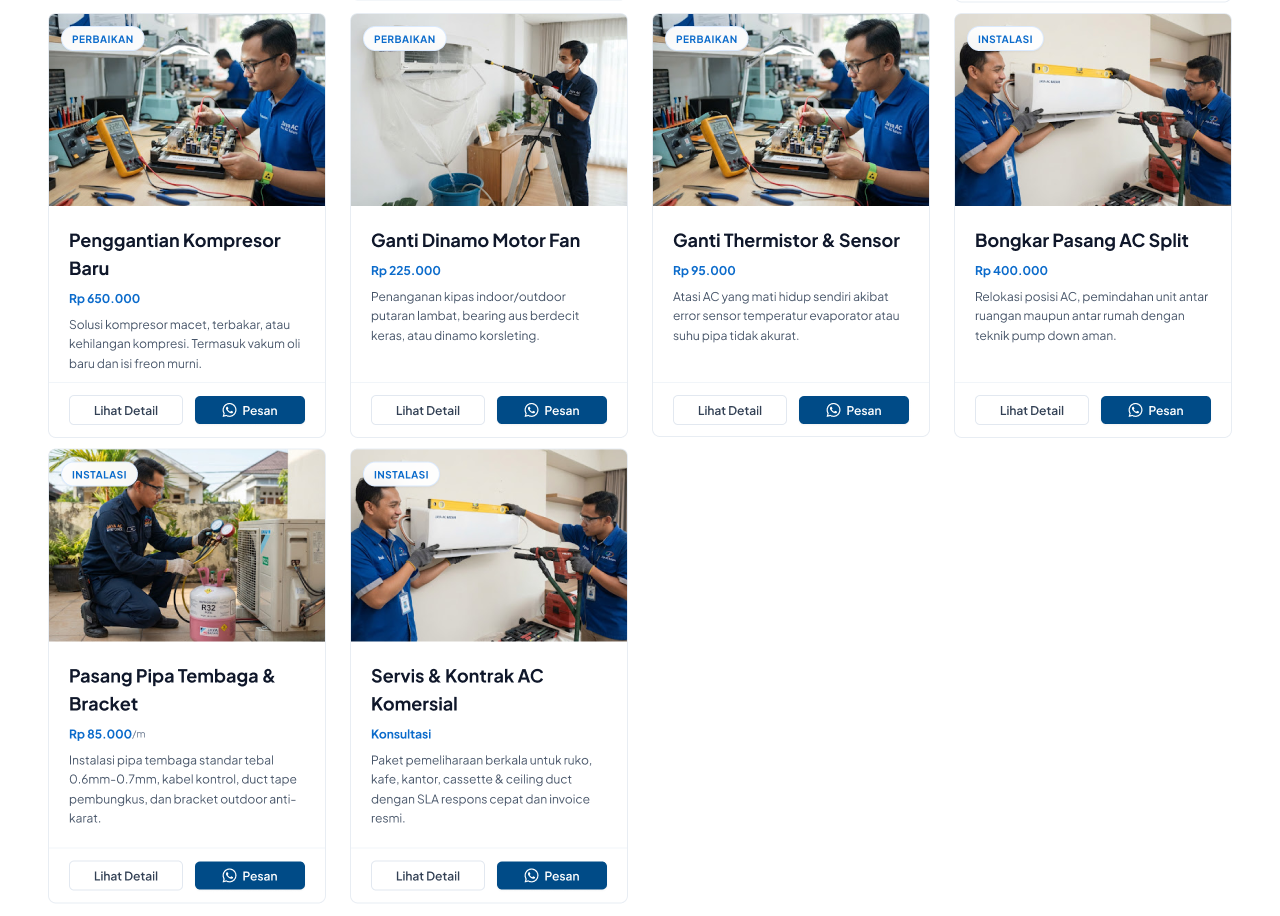 PERBAIKAN
Penggantian Kompresor
Baru
Rp 650.000
Solusi kompresor macet, terbakar, atau
kehilangan kompresi. Termasuk vakum oli
baru dan isi freon murni.
Lihat Detail
Pesan
PERBAIKAN
Ganti Dinamo Motor Fan
Rp 225.000
Penanganan kipas indoor/outdoor
putaran lambat, bearing aus berdecit
keras, atau dinamo korsleting.
Lihat Detail
Pesan
PERBAIKAN
Ganti Thermistor & Sensor
Rp 95.000
Atasi AC yang mati hidup sendiri akibat
error sensor temperatur evaporator atau
suhu pipa tidak akurat.
Lihat Detail
Pesan
INSTALASI
Bongkar Pasang AC Split
Rp 400.000
Relokasi posisi AC, pemindahan unit antar
ruangan maupun antar rumah dengan
teknik pump down aman.
Lihat Detail
Pesan
INSTALASI
R32
Pasang Pipa Tembaga &
Bracket
Rp 85.000/m
Instalasi pipa tembaga standar tebal
0.6mm-0.7mm, kabel kontrol, duct tape
pembungkus, dan bracket outdoor anti-
karat.
Lihat Detail
Pesan
INSTALASI
Servis & Kontrak AC
Komersial
Konsultasi
Paket pemeliharaan berkala untuk ruko,
kafe, kantor, cassette & ceiling duct
dengan SLA respons cepat dan invoice
resmi.
Lihat Detail
Pesan